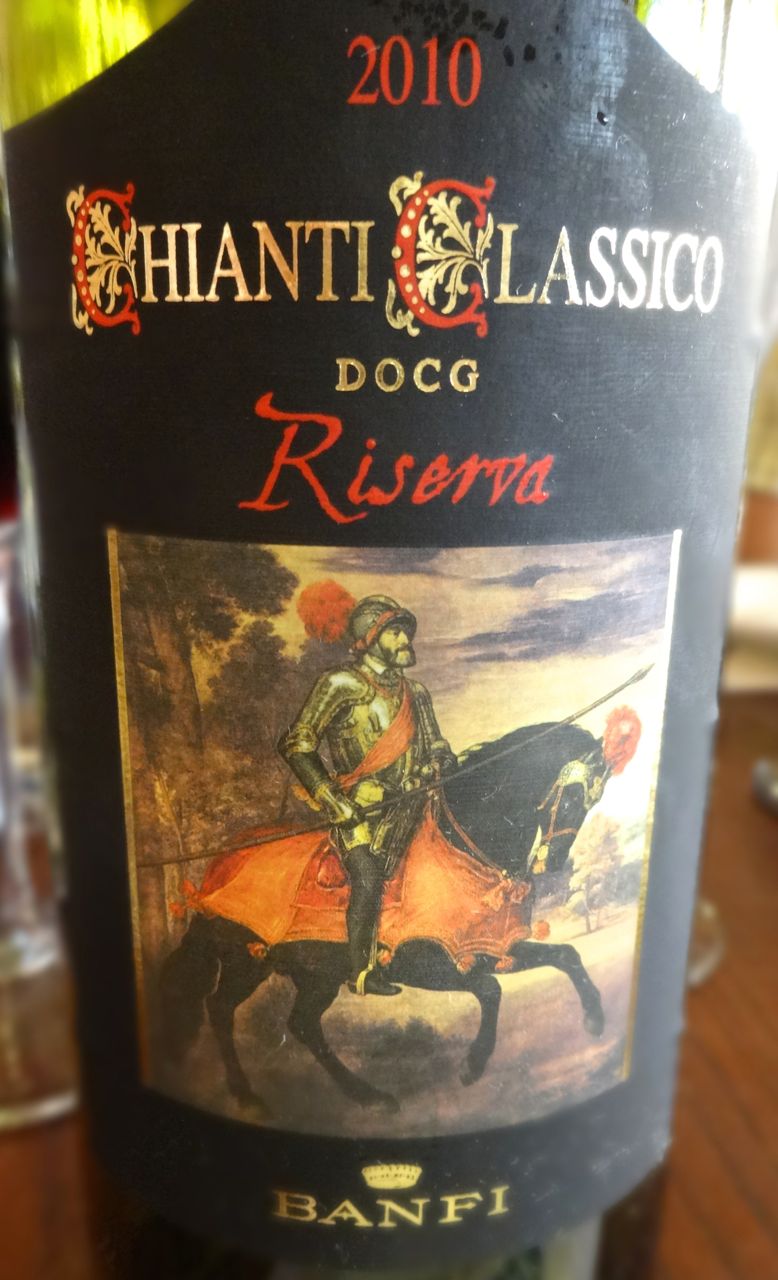 2010
CHIANTI CLASSICO
DOCG
Riserva
BANFI